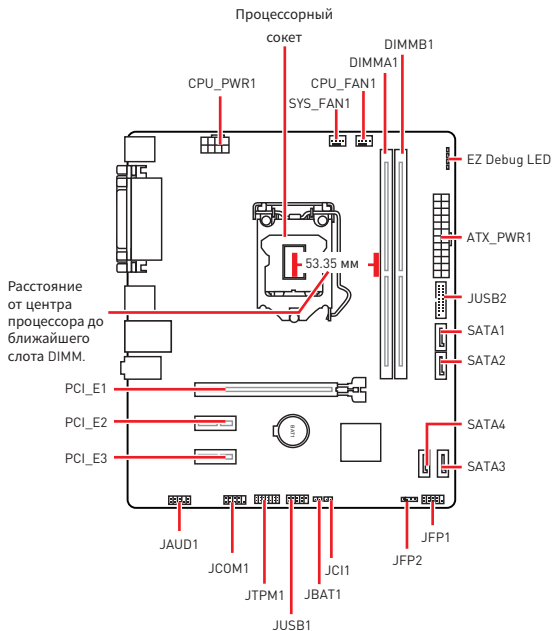 Процессорный
сокет
DIMMB1
DIMMA1
CPU_PWR1
CPU_FAN1
SYS_FAN1
EZ Debug LED
ATX_PWR1
53.35 мм
Расстояние
от центра
процессора до
ближайшего
слота DIMM.
JUSB2
SATA1
SATA2
PCI_E1
PCI_E2
BAT1
SATA4
PCI_E3
SATA3
JAUD1
JCOM1
JTPM1
JUSB1
JBAT1
JCI1
JFP2
JFP1